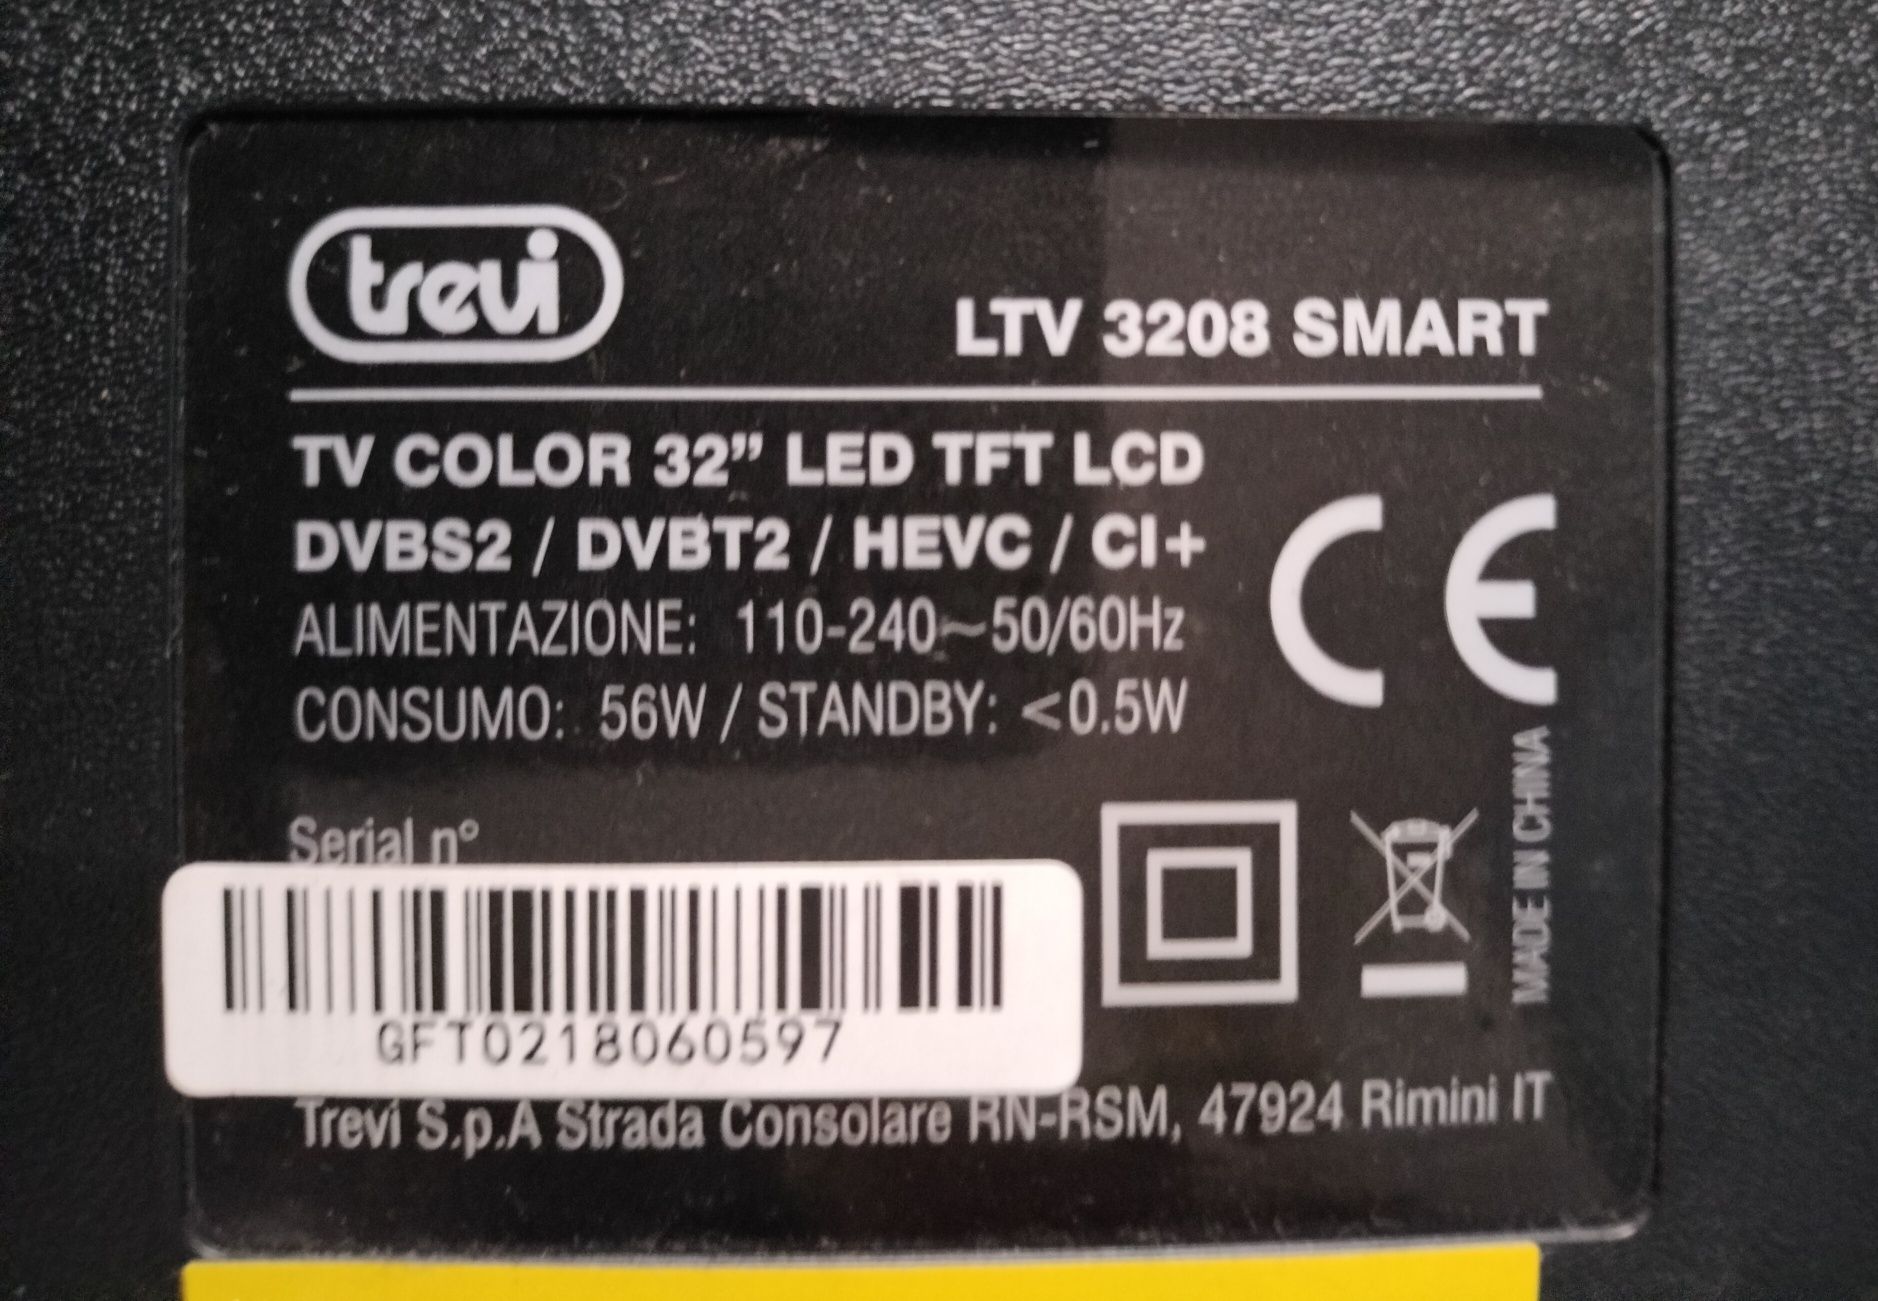 trevi
LTV 3208 SMART
TV COLOR 32” LED TFT LCD
DVBS2 / DVBT2 / HEVC / CI+
ALIMENTAZIONE: 110-240~50/60Hz
CONSUMO: 56W / STANDBY: <0.5W
CE
MADE IN CHINA
Serial n°
GFT0218060597
Trevi S.p.A Strada Consolare RN-RSM, 47924 Rimini IT